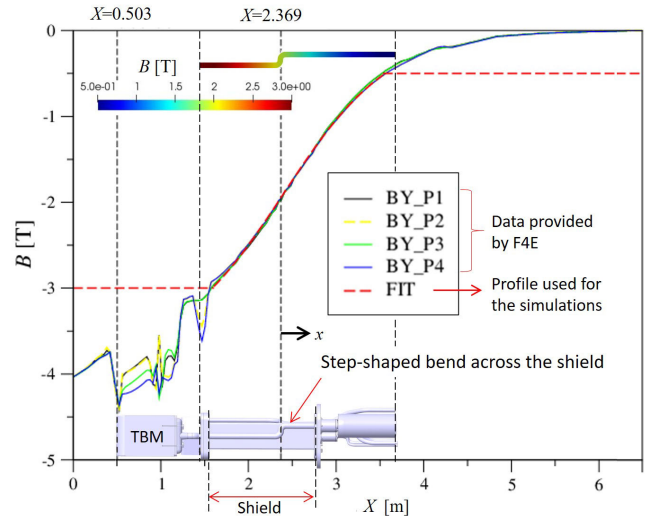 X=0.503
X=2.369
B [T]
5.0e-01 1 1.5 2 2.5 3.0e+00
0
-1
-2
-3
-4
-5
B [T]
BY_P1
BY_P2
BY_P3
BY_P4
FIT
Data provided
by F4E
Profile used for
the simulations
x
Step-shaped bend across the shield
TBM
0 1 2 3 4 5 6
Shield
X [m]